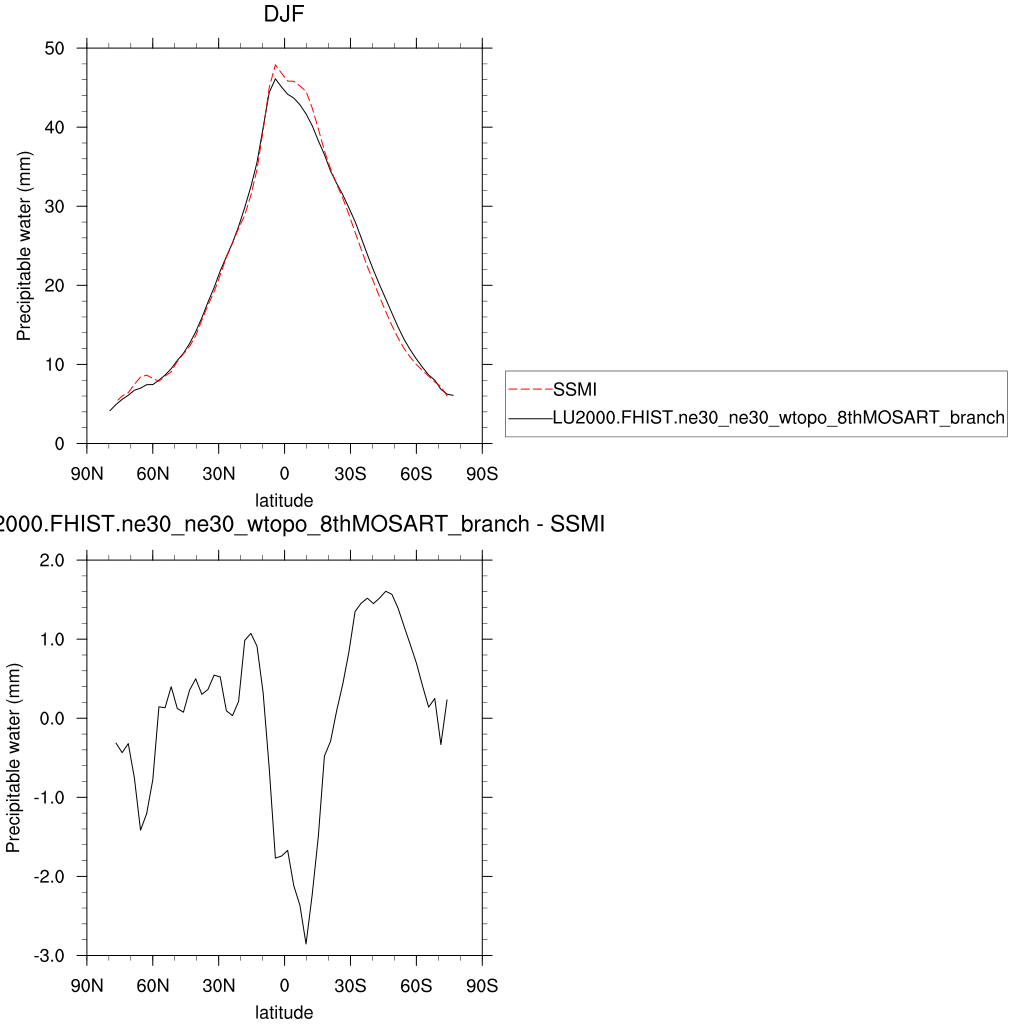 DJF
50
40
30
20
10
0
Precipitable water (mm)
90N 60N 30N 0 30S 60S 90S
latitude
SSMI
LU2000.FHIST.ne30_ne30_wtopo_8thMOSART_branch
2000.FHIST.ne30_ne30_wtopo_8thMOSART_branch - SSMI
2.0
1.0
0.0
-1.0
-2.0
-3.0
Precipitable water (mm)
90N 60N 30N 0 30S 60S 90S
latitude